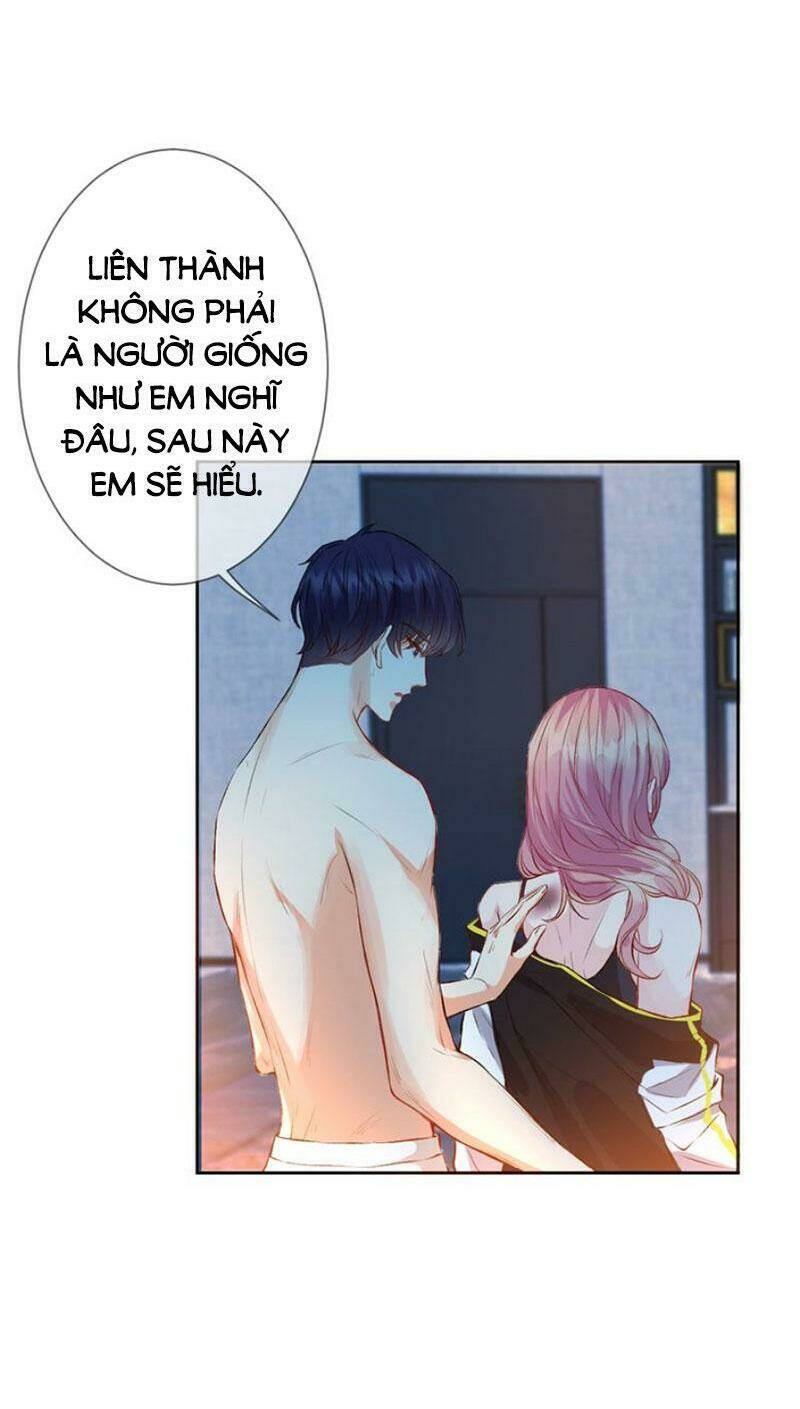 LIÊN THÀNH
KHÔNG PHẢI
LÀ NGƯỜI GIỐNG
NHƯ EM NGHĨ
ĐÂU, SAU NÀY
EM SẼ HIỂU.